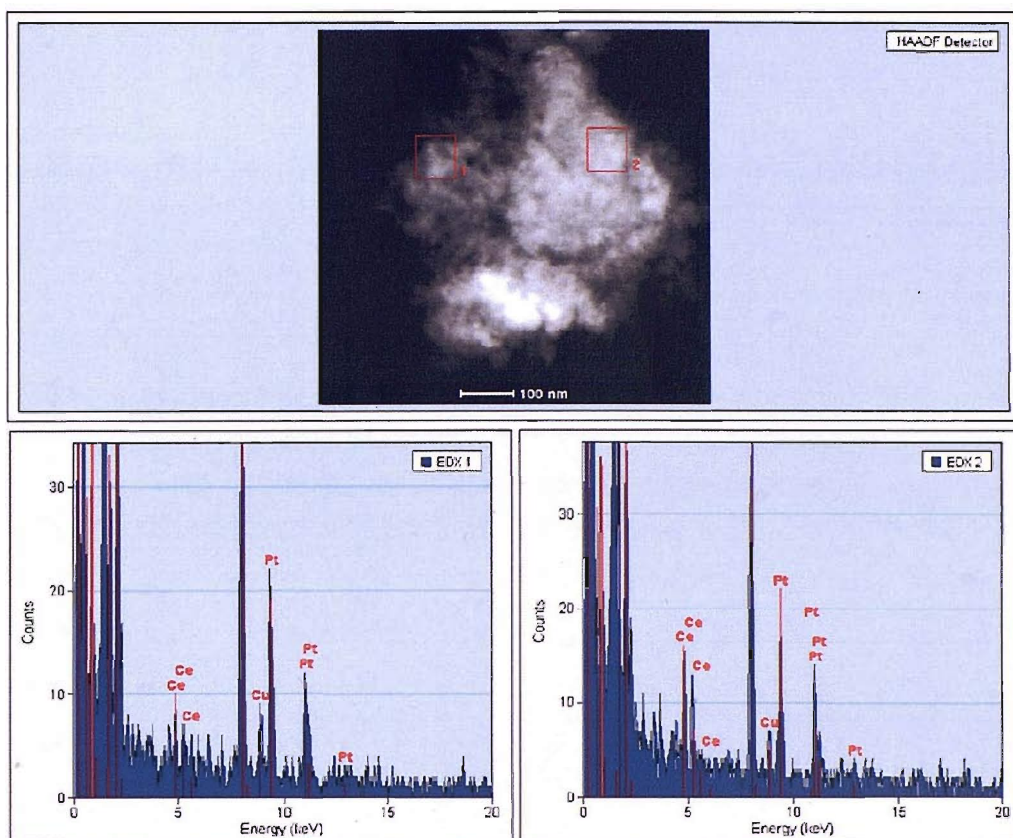 HAADF Detector
1
2
100 nm
EDX 1
30
20
10
0
Counts
Pt
Ce
Ce
Ce
Cu
Pt
Pt
Pt
0
5
10
15
20
Energy (keV)
EDX 2
30
20
10
0
Counts
Pt
Pt
Ce
Ce
Ce
Pt
Pt
Cu
Ce
Pt
0
5
10
15
20
Energy (keV)